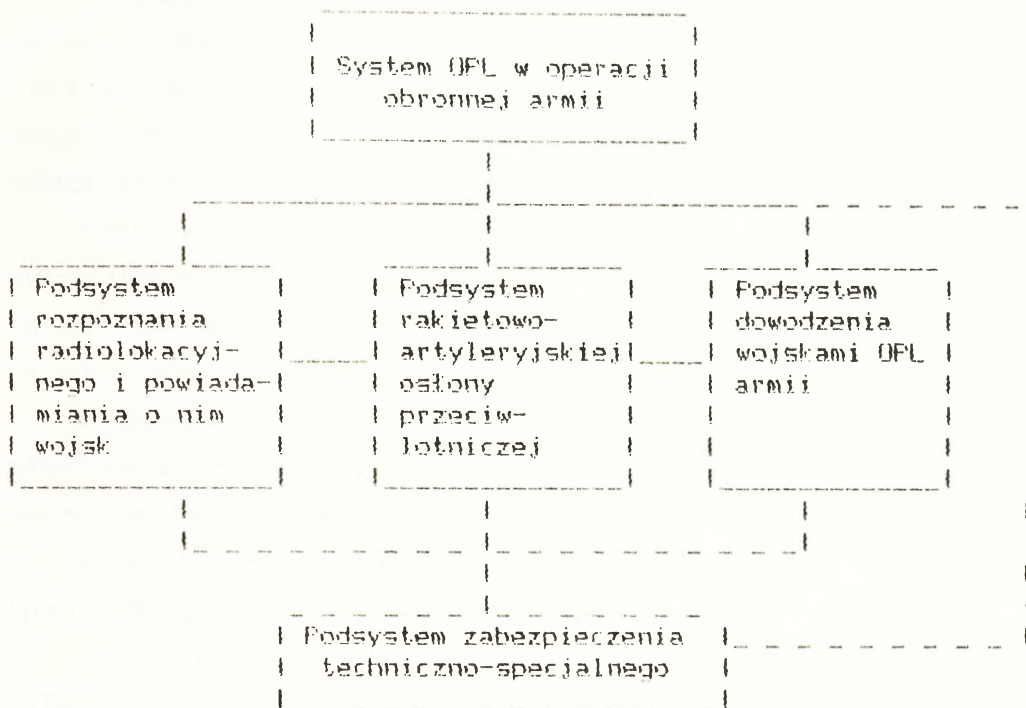 System OPL w operacji
obronnej armii
Podsystem
rozpoznania
radiolokacyj-
nego i powiada-
miania o nim
wojsk
Podsystem
rakietowo-
artyleryjskiej
osłony
przeciw-
lotniczej
Podsystem
dowodzenia
wojskami OPL
armii
Podsystem zabezpieczenia
techniczno-specjalnego